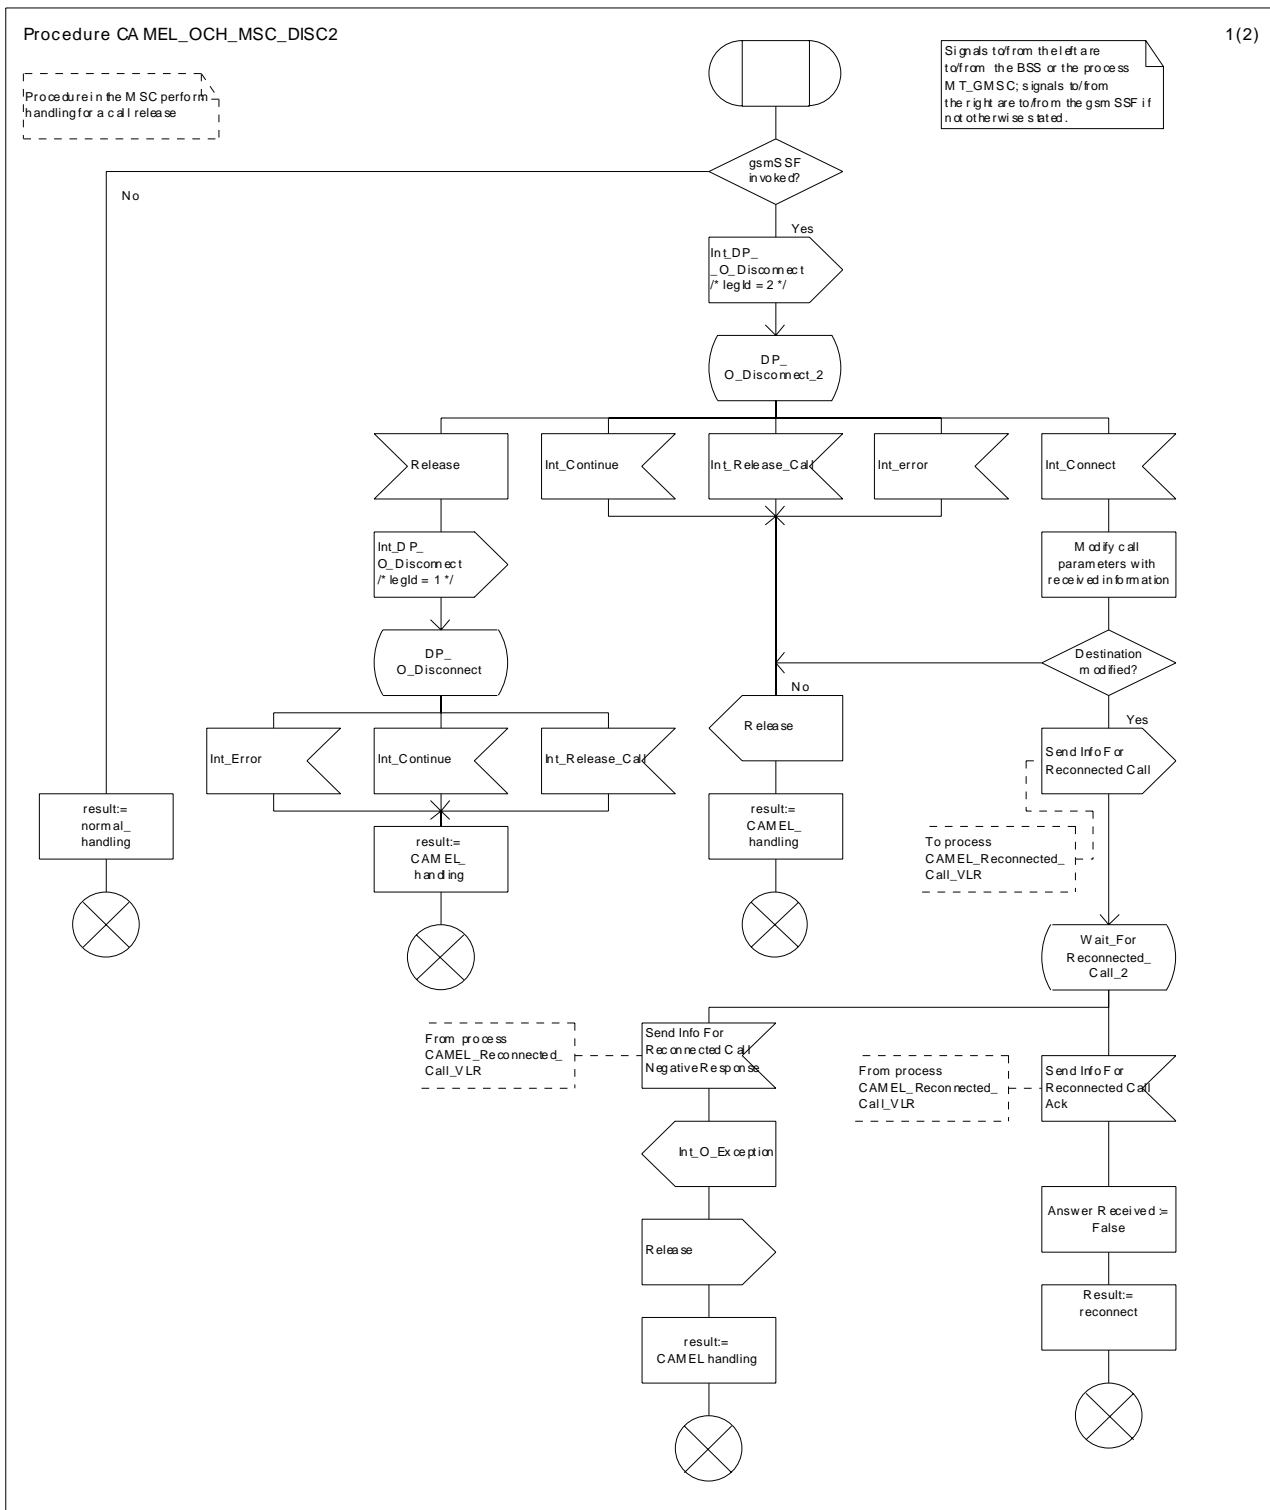 Procedure CAMEL_OCH_MSC_DISC2
1(2)
Procedure in the MSC perform
handling for a call release
Signals to/from the left are
to/from the BSS or the process
MT_GMSC; signals to/from
the right are to/from the gsmSSF if
not otherwise stated.
gsmSSF
invoked?
No
Yes
Int_DP_
_O_Disconnect
/* legId = 2 */
DP_
O_Disconnect_2
Release
Int_Continue
Int_Release_Call
Int_error
Int_Connect
Int_DP_
O_Disconnect
/* legId = 1 */
Modify call
parameters with
received information
DP_
O_Disconnect
Destination
modified?
No
Yes
Int_Error
Int_Continue
Int_Release_Call
Release
Send Info For
Reconnected Call
result:=
normal_
handling
result:=
CAMEL_
handling
result:=
CAMEL_
handling
To process
CAMEL_Reconnected_
Call_VLR
Wait_For
Reconnected_
Call_2
From process
CAMEL_Reconnected_
Call_VLR
Send Info For
Reconnected Call
Negative Response
From process
CAMEL_Reconnected_
Call_VLR
Send Info For
Reconnected Call
Ack
Int_O_Exception
Answer Received :=
False
Release
Result:=
reconnect
result:=
CAMEL handling